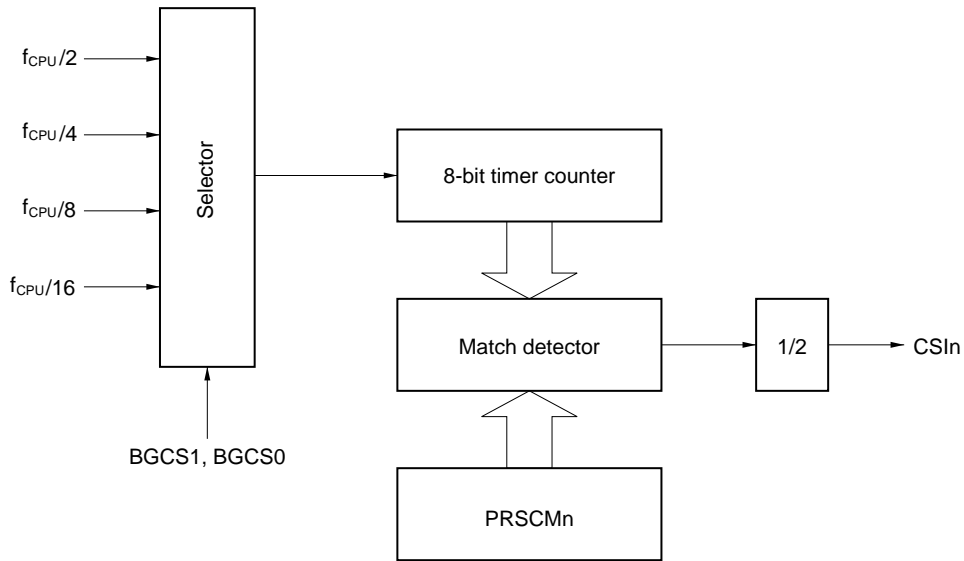 fCPU/2
fCPU/4
fCPU/8
fCPU/16
Selector
BGCS1, BGCS0
8-bit timer counter
Match detector
1/2
CSIn
PRSCMn